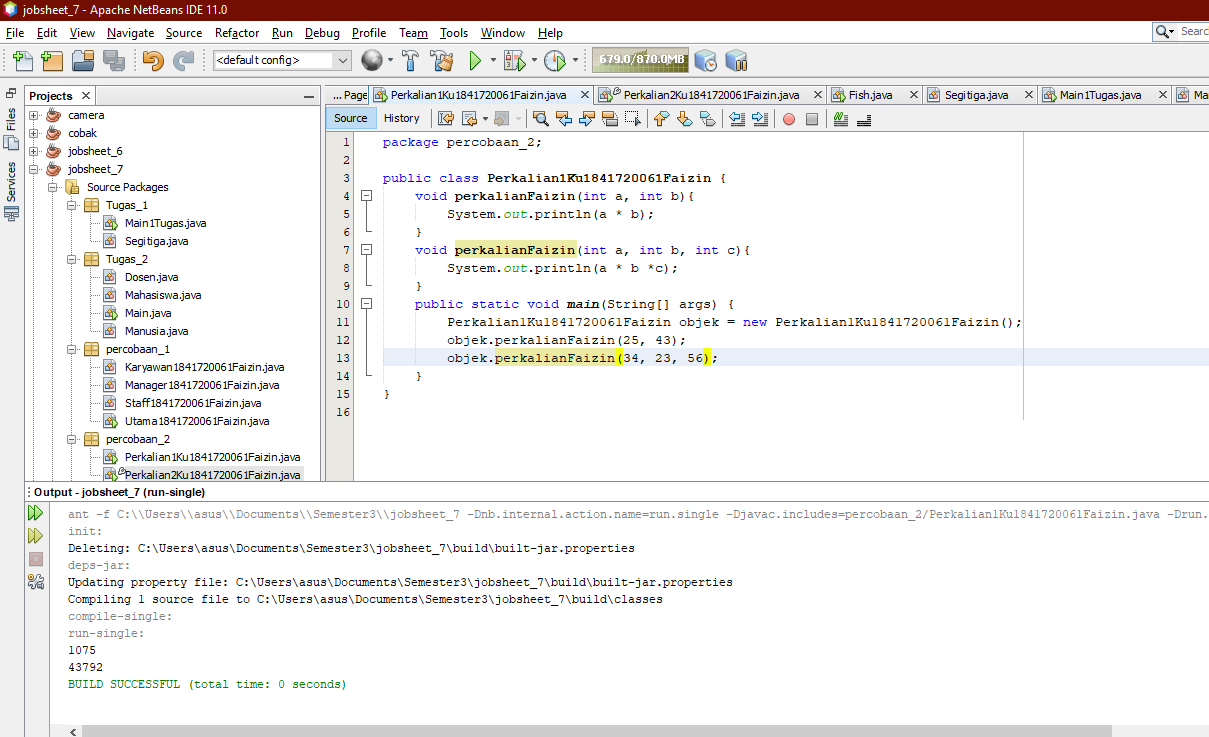 jobsheet_7 - Apache NetBeans IDE 11.0
File Edit View Navigate Source Refactor Run Debug Profile Team Tools Window Help
Searc
<default config>
679.0/870.0MB
Files
Services
Projects
camera
cobak
jobsheet_6
jobsheet_7
Source Packages
Tugas_1
Main1Tugas.java
Segitiga.java
Tugas_2
Dosen.java
Mahasiswa.java
Main.java
Manusia.java
percobaan_1
Karyawan1841720061Faizin.java
Manager1841720061Faizin.java
Staff1841720061Faizin.java
Utama1841720061Faizin.java
percobaan_2
Perkalian1Ku1841720061Faizin.java
Perkalian2Ku1841720061Faizin.java
...Page Perkalian1Ku1841720061Faizin.java Perkalian2Ku1841720061Faizin.java Fish.java Segitiga.java Main1Tugas.java Ma
Source History
1 package percobaan_2;
2
3 public class Perkalian1Ku1841720061Faizin {
4 void perkalianFaizin(int a, int b){
5 System.out.println(a * b);
6 }
7 void perkalianFaizin(int a, int b, int c){
8 System.out.println(a * b *c);
9 }
10 public static void main(String[] args) {
11 Perkalian1Ku1841720061Faizin objek = new Perkalian1Ku1841720061Faizin();
12 objek.perkalianFaizin(25, 43);
13 objek.perkalianFaizin(34, 23, 56);
14 }
15 }
16
Output - jobsheet_7 (run-single)
ant -f C:\\Users\\asus\\Documents\\Semester3\\jobsheet_7 -Dnb.internal.action.name=run.single -Djavac.includes=percobaan_2/Perkalian1Ku1841720061Faizin.java -Drun.
init:
Deleting: C:\Users\asus\Documents\Semester3\jobsheet_7\build\built-jar.properties
deps-jar:
Updating property file: C:\Users\asus\Documents\Semester3\jobsheet_7\build\built-jar.properties
Compiling 1 source file to C:\Users\asus\Documents\Semester3\jobsheet_7\build\classes
compile-single:
run-single:
1075
43792
BUILD SUCCESSFUL (total time: 0 seconds)